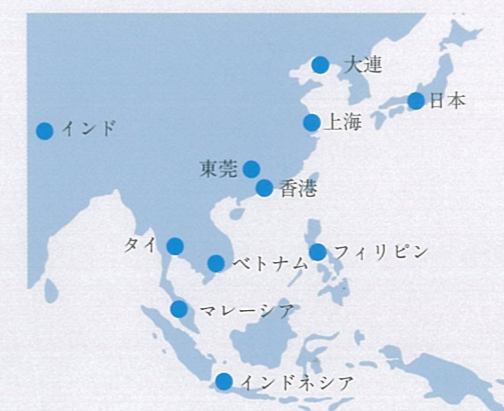 大連
日本
上海
インド
東莞
香港
タイ
ベトナム
フィリピン
マレーシア
インドネシア